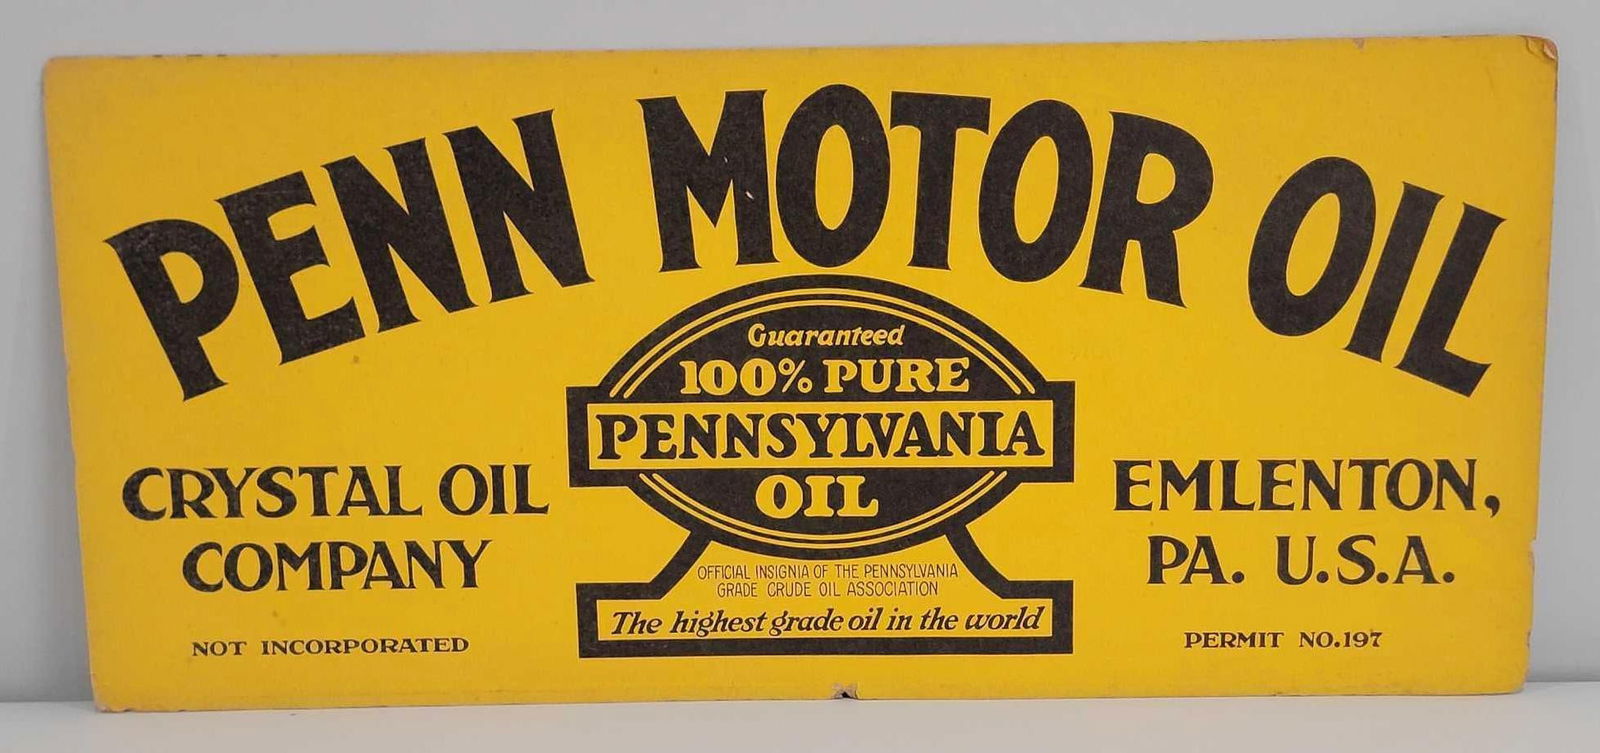 PENN MOTOR OIL
Guaranteed
100% PURE
PENNSYLVANIA
OIL
OFFICIAL INSIGNIA OF THE PENNSYLVANIA
GRADE CRUDE OIL ASSOCIATION
The highest grade oil in the world
CRYSTAL OIL
COMPANY
NOT INCORPORATED
EMLENTON,
PA. U.S.A.
PERMIT NO.197